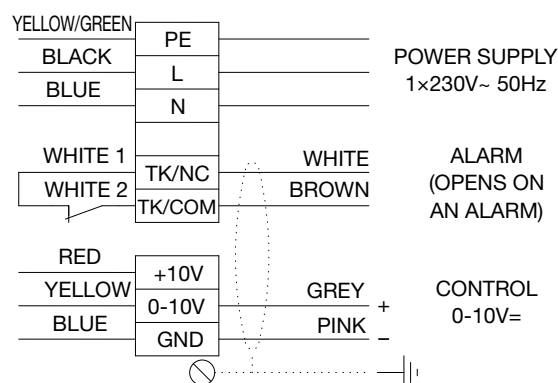 YELLOW/GREEN PE
BLACK L
BLUE N
POWER SUPPLY
1×230V~ 50Hz
WHITE 1 TK/NC WHITE
WHITE 2 TK/COM BROWN
ALARM
(OPENS ON
AN ALARM)
RED +10V
YELLOW 0-10V GREY +
BLUE GND PINK −
CONTROL
0-10V=